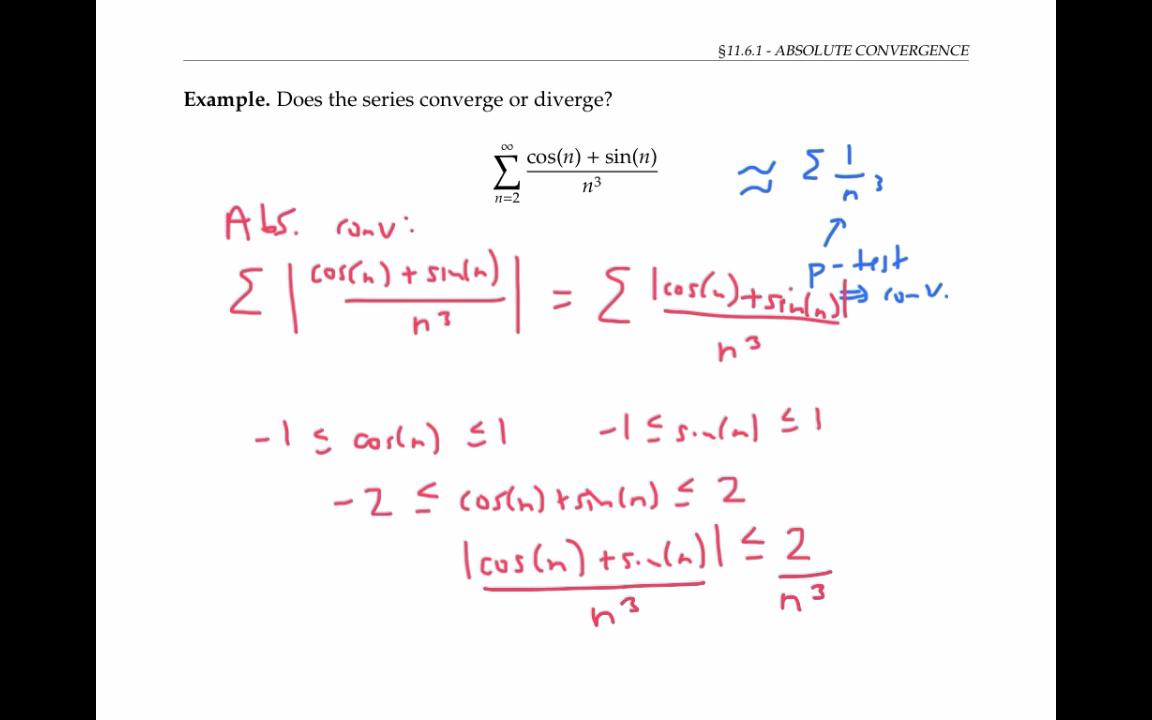 §11.6.1 - ABSOLUTE CONVERGENCE
Example. Does the series converge or diverge?
∞ ∑ n=2 cos(n) + sin(n) / n³ ≈ Σ 1/n³
Abs. conv:
↗
p-test
⇒ conv.
Σ |cos(n) + sin(n) / n³| = Σ |cos(n) + sin(n)| / n³
-1 ≤ cos(n) ≤ 1 -1 ≤ sin(n) ≤ 1
-2 ≤ cos(n) + sin(n) ≤ 2
|cos(n) + sin(n)| / n³ ≤ 2 / n³